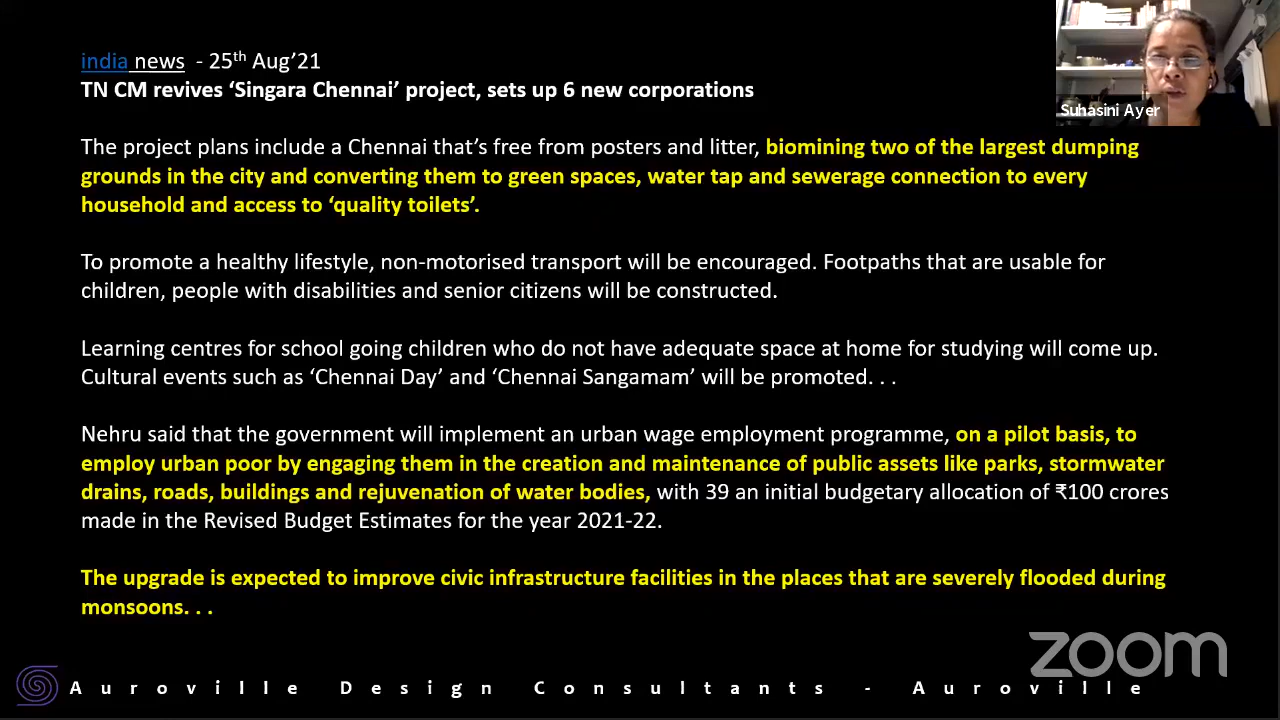 india news - 25th Aug'21
TN CM revives ‘Singara Chennai’ project, sets up 6 new corporations
The project plans include a Chennai that’s free from posters and litter, biomining two of the largest dumping
grounds in the city and converting them to green spaces, water tap and sewerage connection to every
household and access to ‘quality toilets’.
To promote a healthy lifestyle, non-motorised transport will be encouraged. Footpaths that are usable for
children, people with disabilities and senior citizens will be constructed.
Learning centres for school going children who do not have adequate space at home for studying will come up.
Cultural events such as ‘Chennai Day’ and ‘Chennai Sangamam’ will be promoted. . .
Nehru said that the government will implement an urban wage employment programme, on a pilot basis, to
employ urban poor by engaging them in the creation and maintenance of public assets like parks, stormwater
drains, roads, buildings and rejuvenation of water bodies, with 39 an initial budgetary allocation of ₹100 crores
made in the Revised Budget Estimates for the year 2021-22.
The upgrade is expected to improve civic infrastructure facilities in the places that are severely flooded during
monsoons. . .
Suhasini Ayer
zoom
Auroville Design Consultants - Auroville